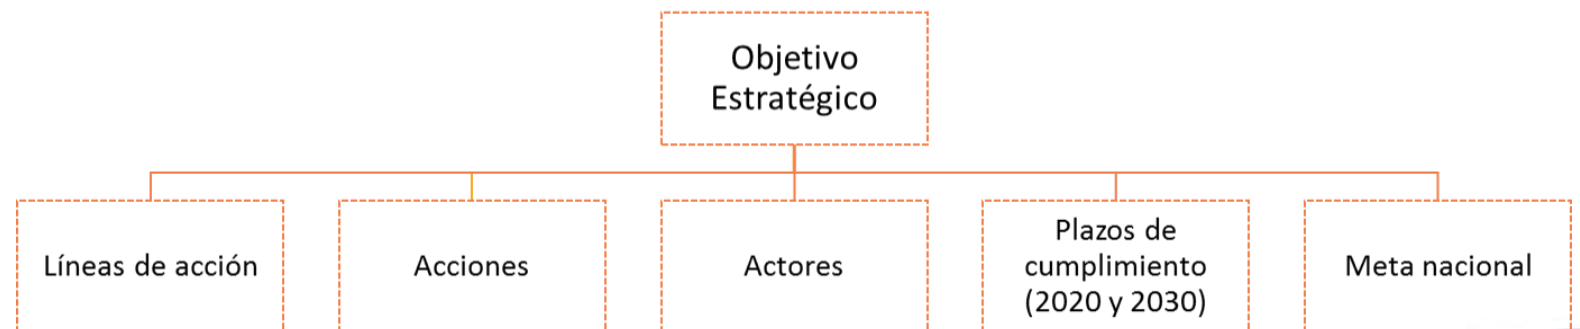 Objetivo
Estratégico
Líneas de acción
Acciones
Actores
Plazos de
cumplimiento
(2020 y 2030)
Meta nacional